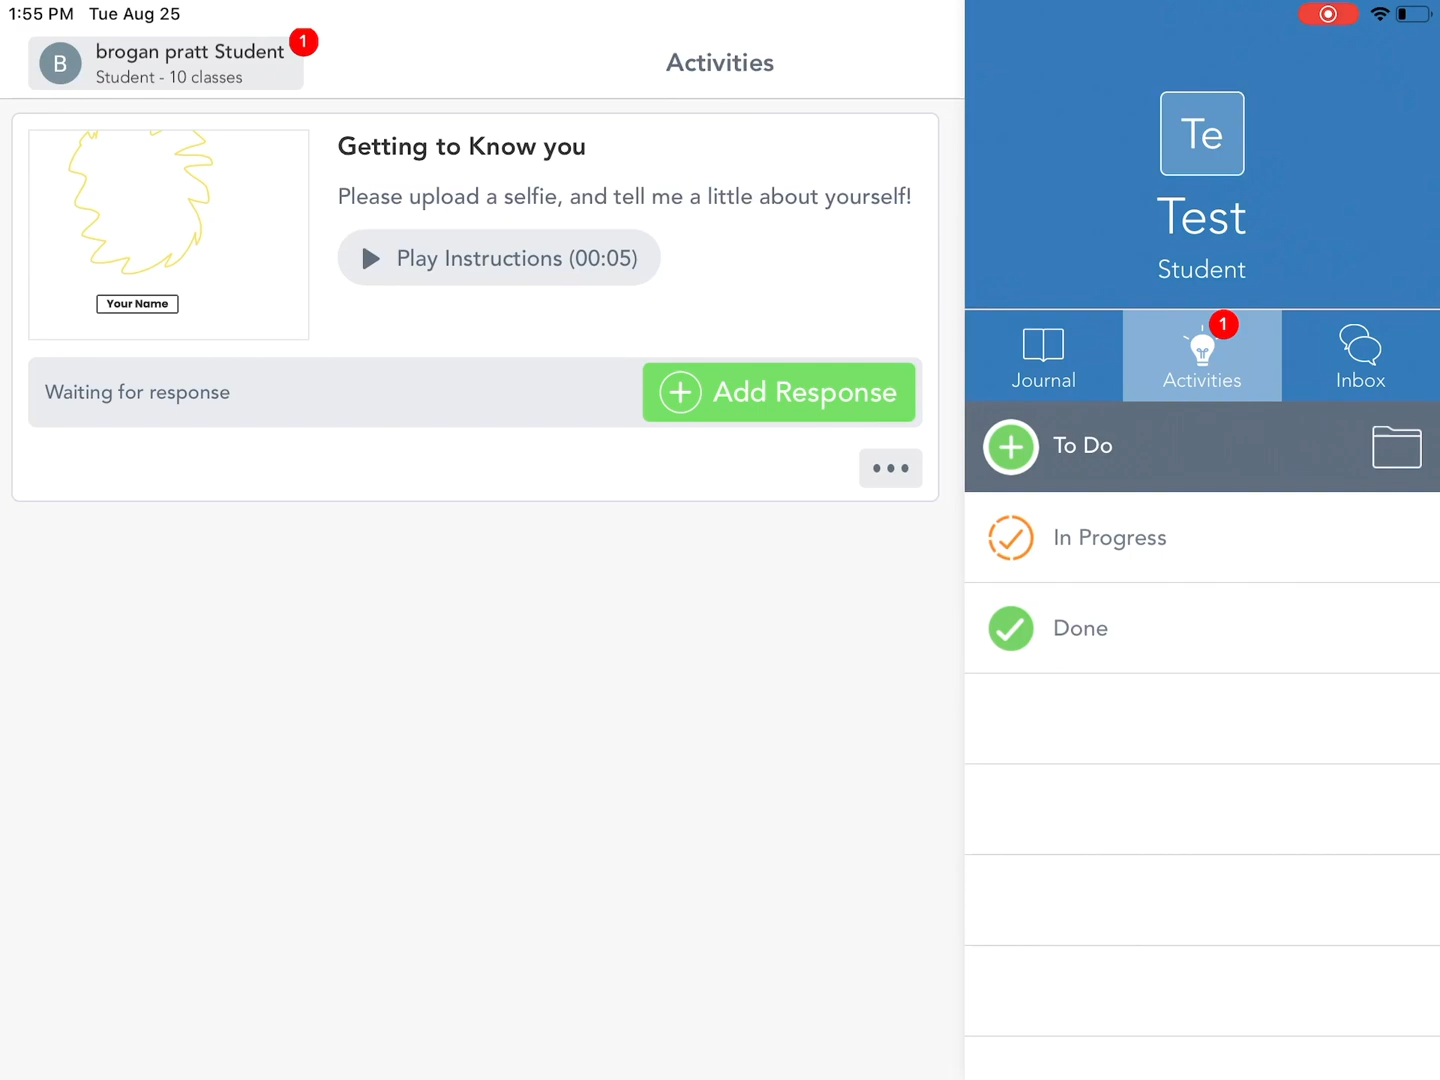 1:55 PM Tue Aug 25
B
brogan pratt Student
Student - 10 classes
1
Activities
Getting to Know you
Please upload a selfie, and tell me a little about yourself!
Play Instructions (00:05)
Your Name
Waiting for response
Add Response
Te
Test
Student
Journal
1
Activities
Inbox
To Do
In Progress
Done